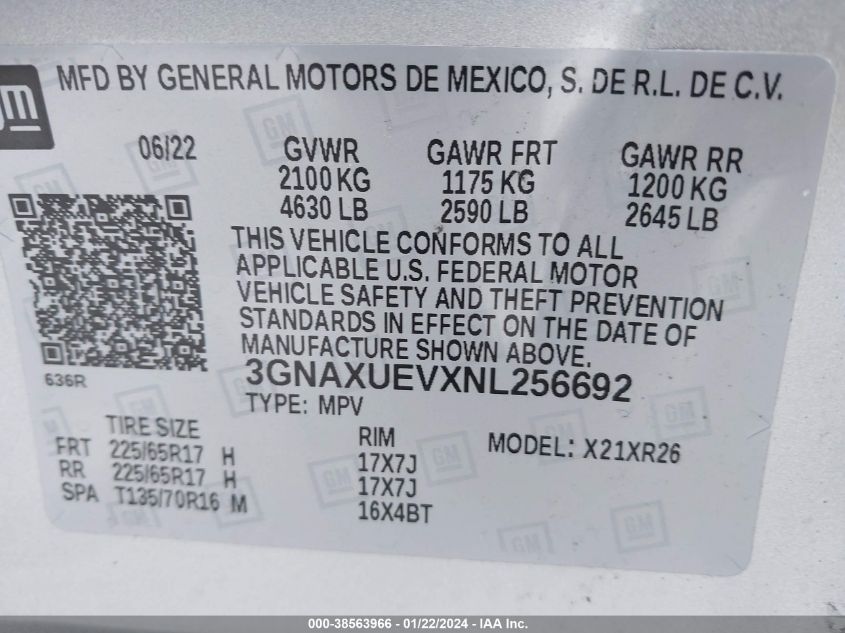 gm
MFD BY GENERAL MOTORS DE MEXICO, S. DE R.L. DE C.V.
06/22 GVWR GAWR FRT GAWR RR
2100 KG 1175 KG 1200 KG
4630 LB 2590 LB 2645 LB
THIS VEHICLE CONFORMS TO ALL
APPLICABLE U.S. FEDERAL MOTOR
VEHICLE SAFETY AND THEFT PREVENTION
STANDARDS IN EFFECT ON THE DATE OF
MANUFACTURE SHOWN ABOVE.
636R 3GNAXUEVXNL256692
TYPE: MPV
TIRE SIZE RIM MODEL: X21XR26
FRT 225/65R17 H 17X7J
RR 225/65R17 H 17X7J
SPA T135/70R16 M 16X4BT
000-38563966 - 01/22/2024 - IAA Inc.